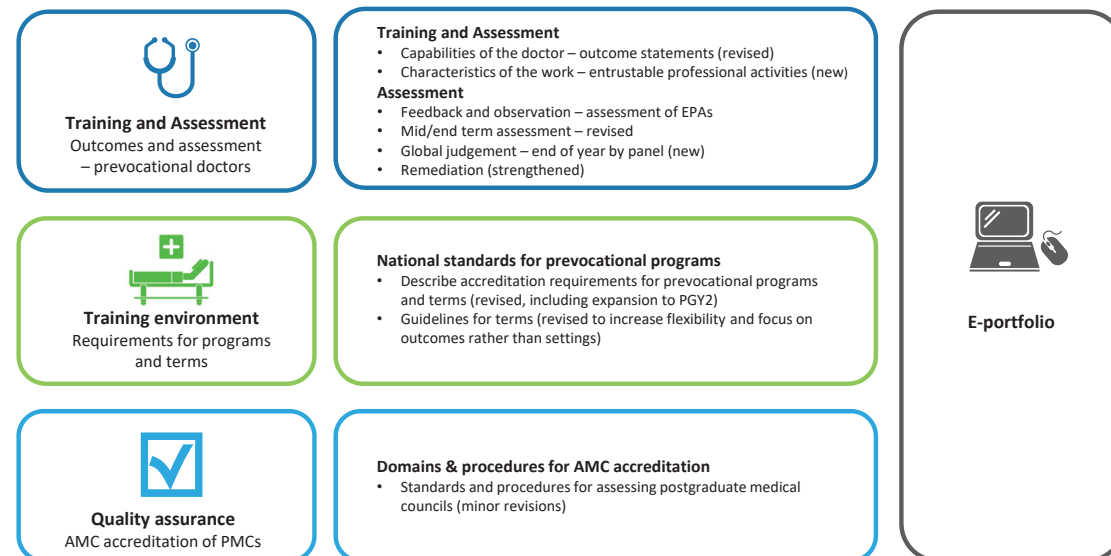 Training and Assessment
Outcomes and assessment
– prevocational doctors
Training and Assessment
• Capabilities of the doctor – outcome statements (revised)
• Characteristics of the work – entrustable professional activities (new)
Assessment
• Feedback and observation – assessment of EPAs
• Mid/end term assessment – revised
• Global judgement – end of year by panel (new)
• Remediation (strengthened)
Training environment
Requirements for programs
and terms
National standards for prevocational programs
• Describe accreditation requirements for prevocational programs
and terms (revised, including expansion to PGY2)
• Guidelines for terms (revised to increase flexibility and focus on
outcomes rather than settings)
Quality assurance
AMC accreditation of PMCs
Domains & procedures for AMC accreditation
• Standards and procedures for assessing postgraduate medical
councils (minor revisions)
E-portfolio